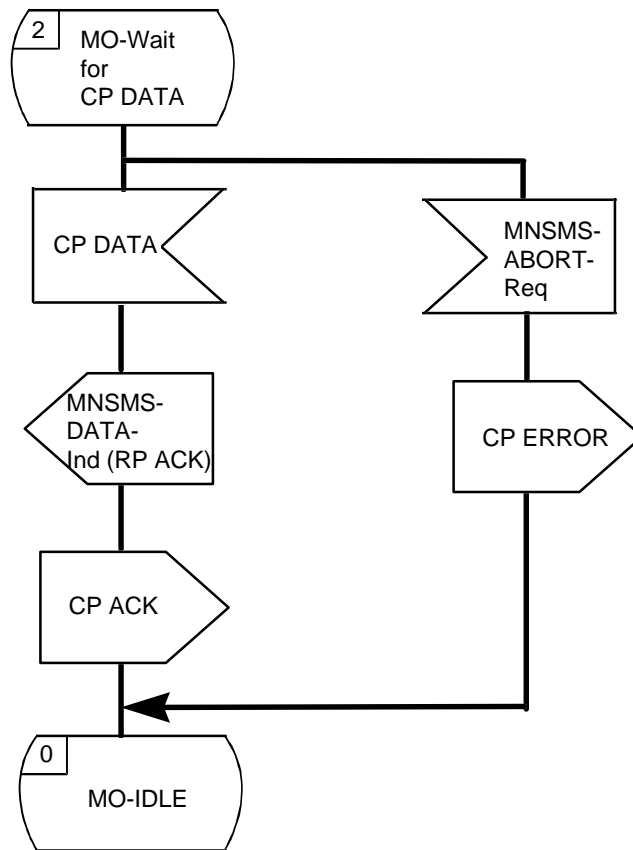 2
MO-Wait
for
CP DATA
CP DATA
MNSMS-
ABORT-
Req
MNSMS-
DATA-
Ind (RP ACK)
CP ERROR
CP ACK
0
MO-IDLE